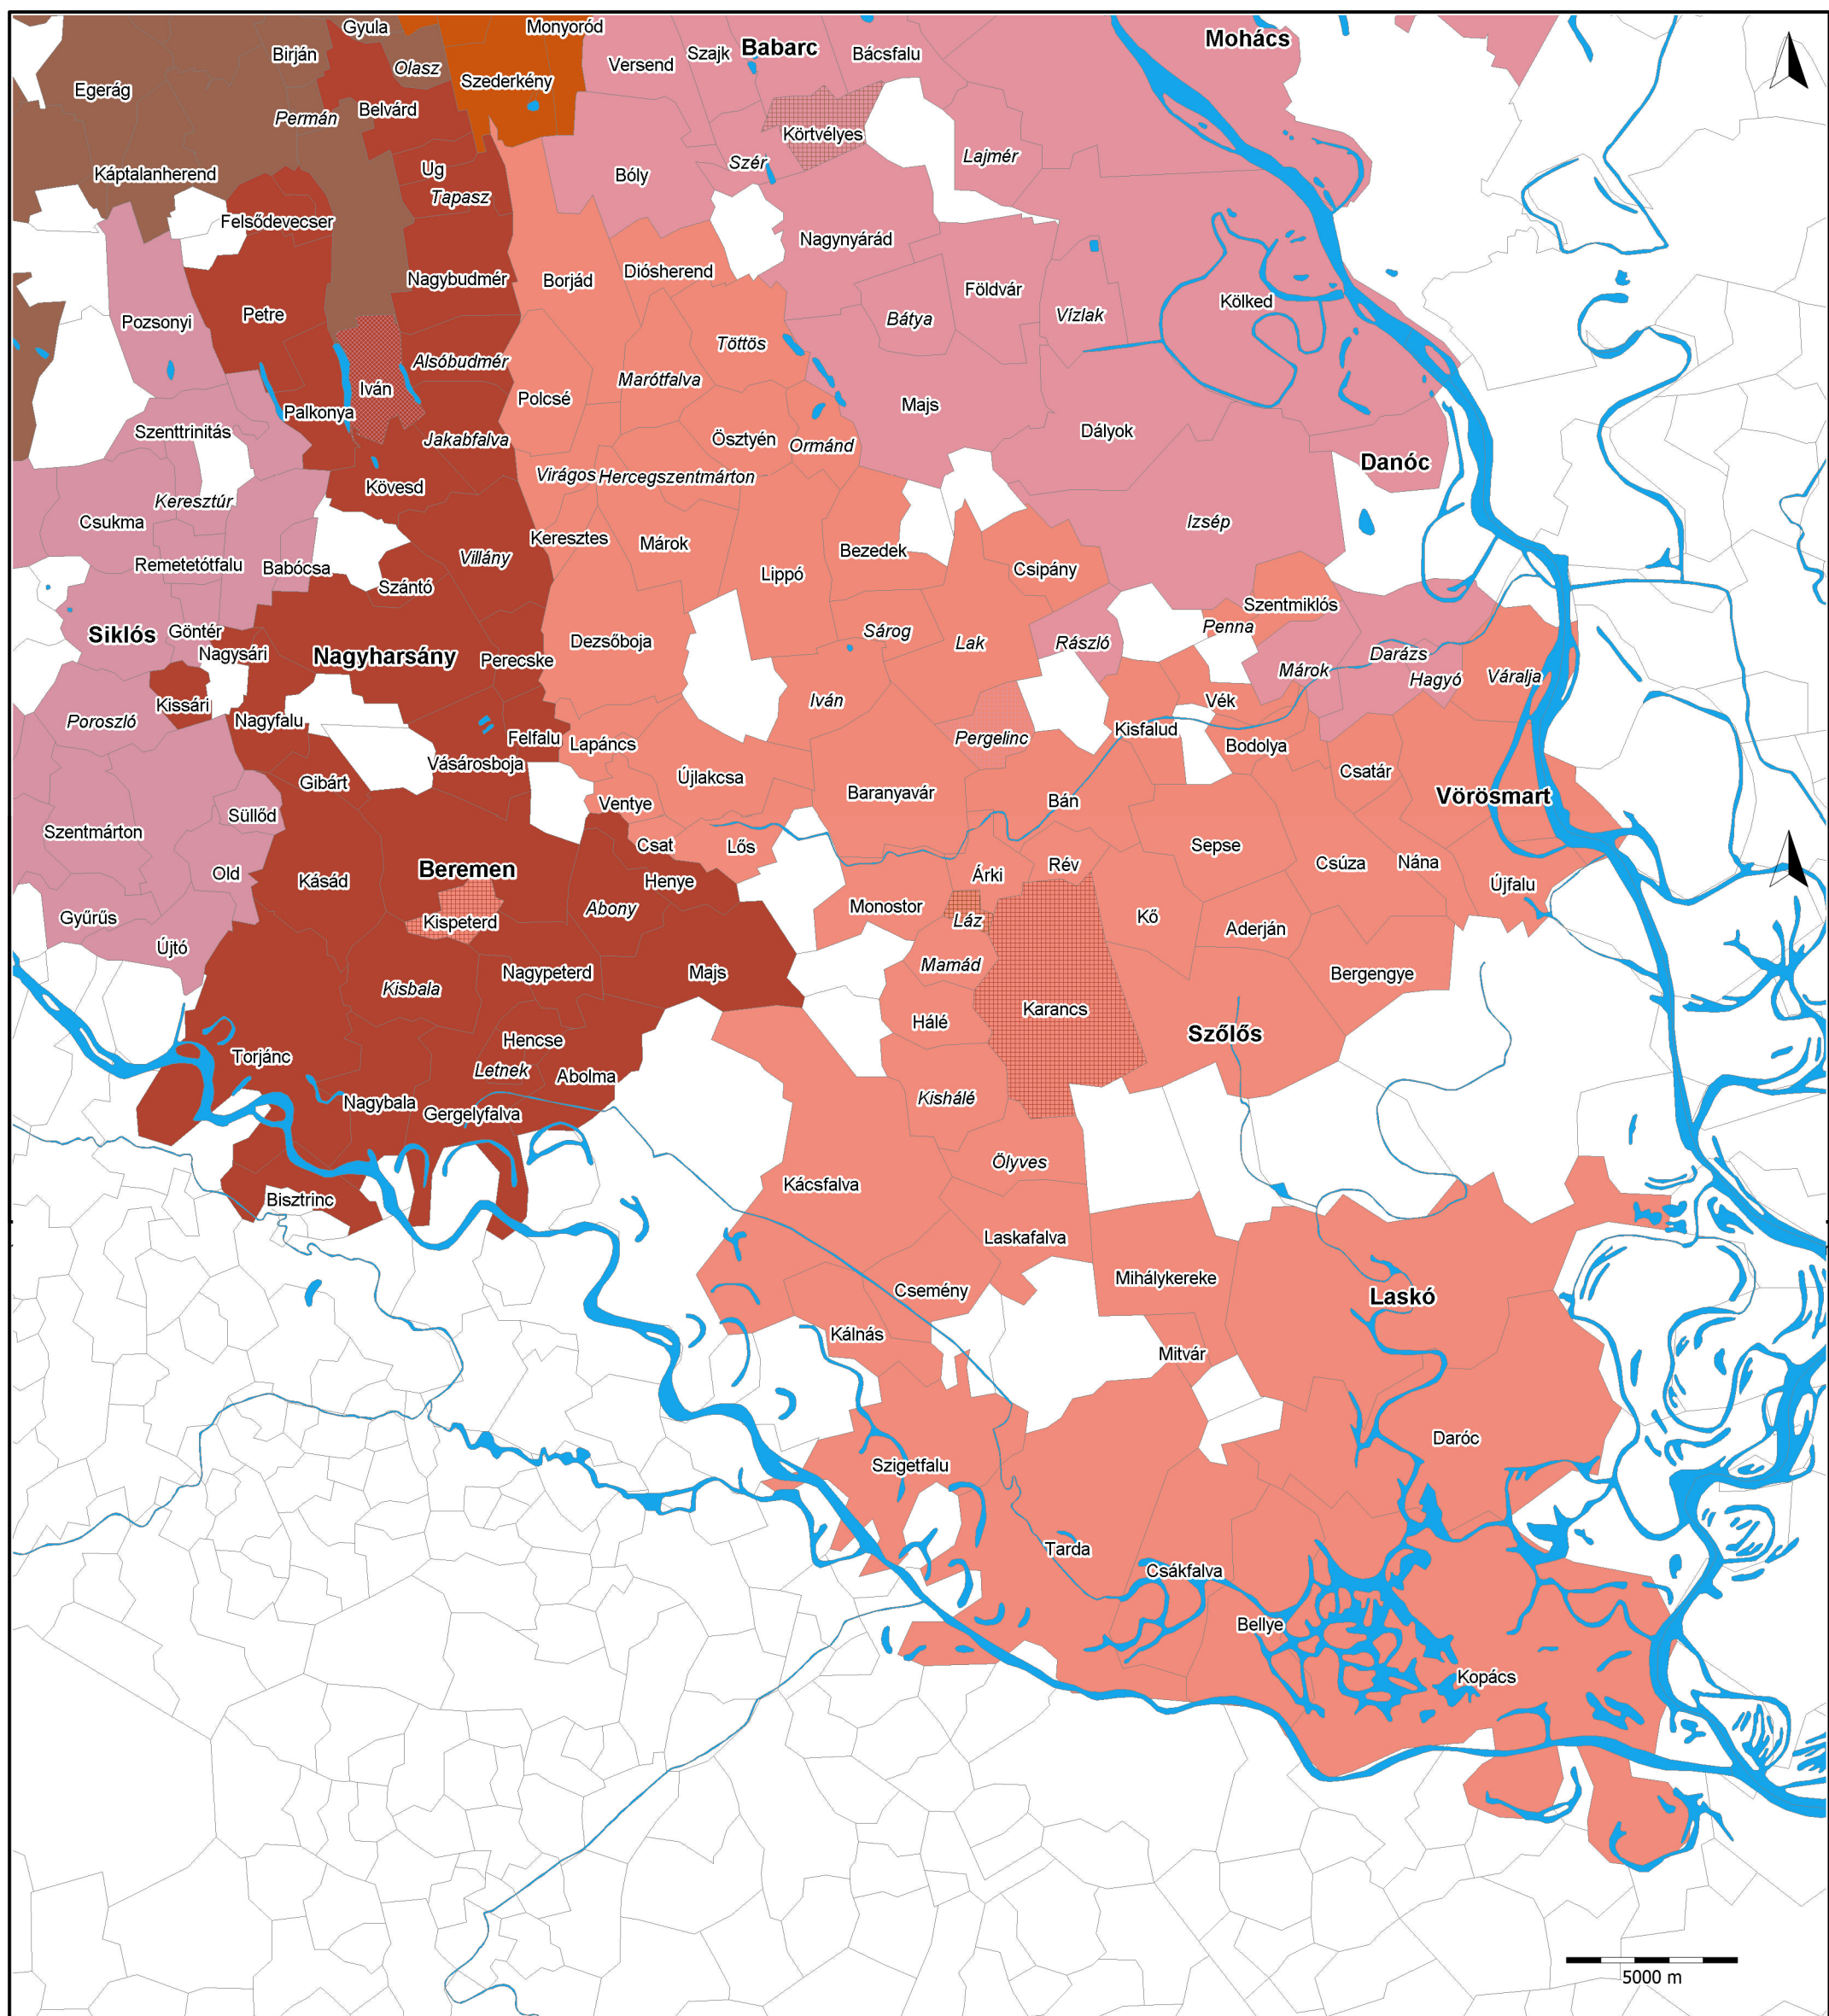 Gyula
Monyoród
Mohács
Birján
Olasz
Versend
Szajk
Babarc
Bácsfalu
Egerág
Szederkény
Permán
Belvárd
Körtvélyes
Káptalanherend
Ug
Bóly
Szér
Lajmér
Tapasz
Felsődevecser
Nagynyárád
Nagybudmér
Borjád
Diósherend
Földvár
Kölked
Pozsonyi
Petre
Bátya
Vízlak
Töttös
Alsóbudmér
Marótfalva
Iván
Polcsé
Majs
Palkonya
Dályok
Szenttrinitás
Jakabfalva
Ösztyén
Ormánd
Danóc
Virágos
Hercegszentmárton
Kövesd
Keresztúr
Csukma
Izsép
Keresztes
Márok
Bezedek
Villány
Remetetótfalu
Babócsa
Lippó
Csipány
Szántó
Szentmiklós
Siklós
Göntér
Penna
Nagysári
Nagyharsány
Perecske
Dezsőboja
Sárog
Lak
Rászló
Márok
Darázs
Hagyó
Váralja
Poroszló
Kissári
Nagyfalu
Iván
Vék
Felfalu
Lapáncs
Pergelinc
Kisfalud
Bodolya
Gibárt
Vásárosboja
Újlakcsa
Baranyavár
Bán
Csatár
Vörösmart
Süllőd
Ventye
Szentmárton
Csat
Lős
Sepse
Old
Kásád
Beremen
Henye
Árki
Rév
Csúza
Nána
Újfalu
Gyűrűs
Kispeterd
Abony
Monostor
Láz
Kő
Aderján
Újtó
Nagypeterd
Majs
Mamád
Bergengye
Kisbala
Hálé
Karancs
Szőlős
Torjánc
Hencse
Letnek
Abolma
Nagybala
Gergelyfalva
Kishálé
Bisztrinc
Kácsfalva
Ölyves
Laskafalva
Csemény
Mihálykereke
Laskó
Kálnás
Mitvár
Szigetfalu
Daróc
Tarda
Csákfalva
Bellye
Kopács
5000 m